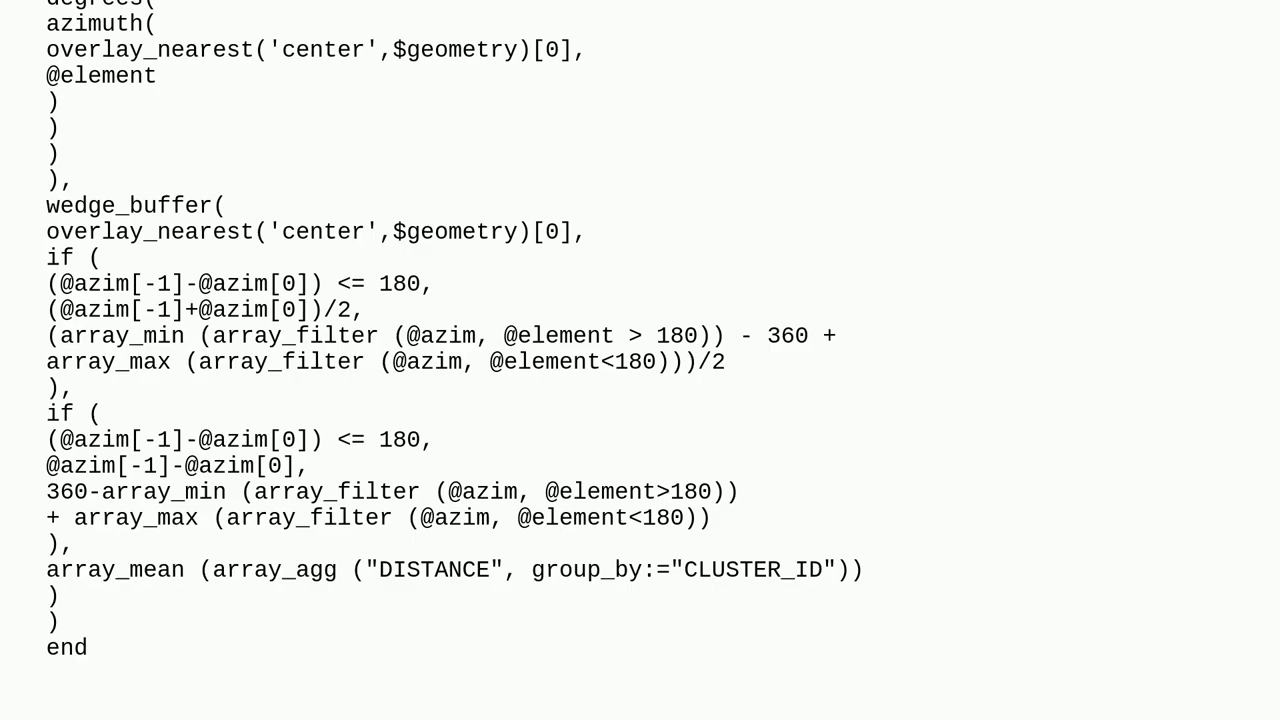 degrees(
azimuth(
overlay_nearest('center',$geometry)[0],
@element
)
)
)
),
wedge_buffer(
overlay_nearest('center',$geometry)[0],
if (
(@azim[-1]-@azim[0]) <= 180,
(@azim[-1]+@azim[0])/2,
(array_min (array_filter (@azim, @element > 180)) - 360 +
array_max (array_filter (@azim, @element<180)))/2
),
if (
(@azim[-1]-@azim[0]) <= 180,
@azim[-1]-@azim[0],
360-array_min (array_filter (@azim, @element>180))
+ array_max (array_filter (@azim, @element<180))
),
array_mean (array_agg ("DISTANCE", group_by:="CLUSTER_ID"))
)
)
end